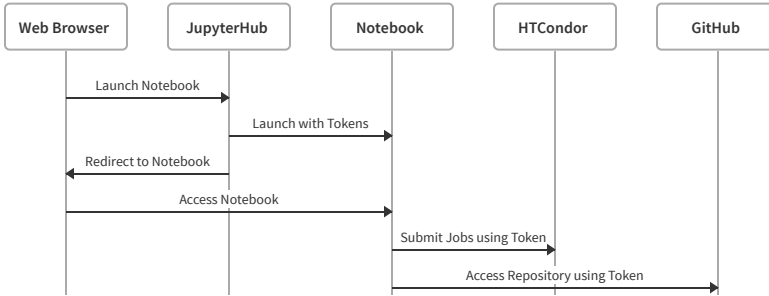 Web Browser
JupyterHub
Notebook
HTCondor
GitHub
Launch Notebook
Launch with Tokens
Redirect to Notebook
Access Notebook
Submit Jobs using Token
Access Repository using Token